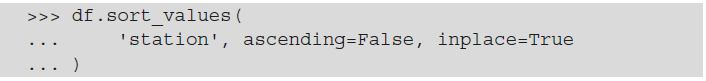 >>> df.sort_values(
...     'station', ascending=False, inplace=True
... )